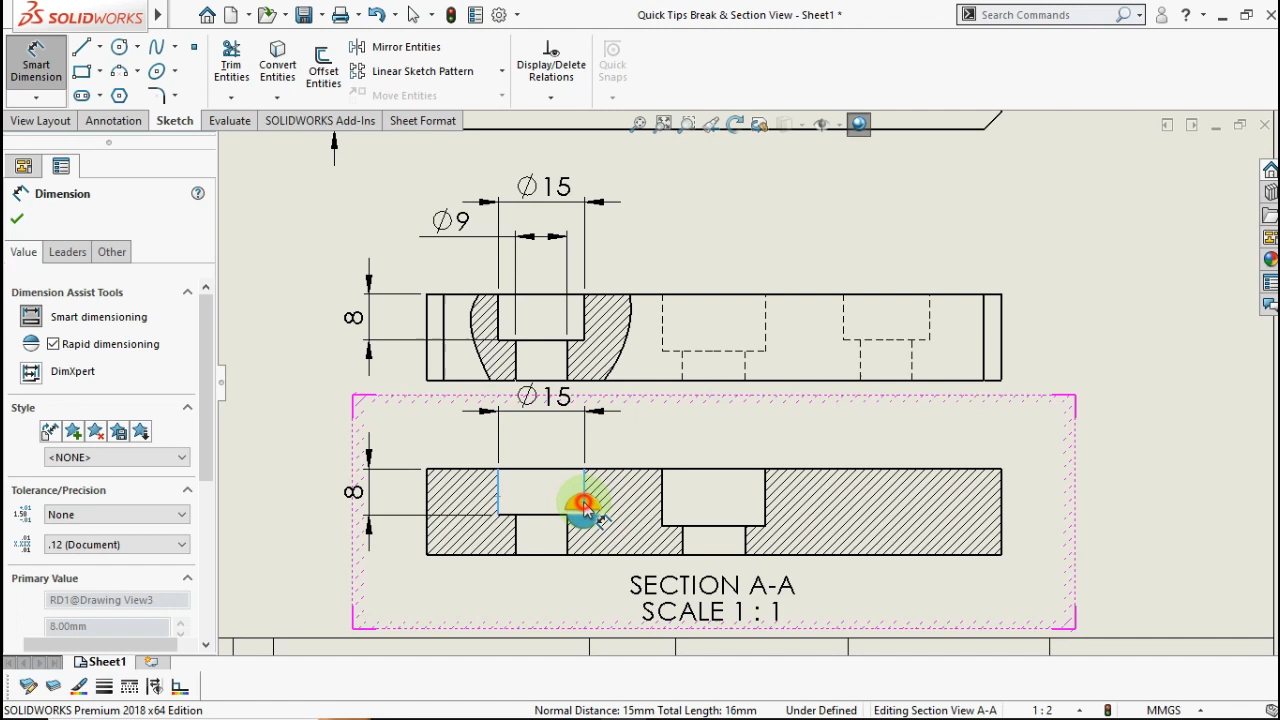 SOLIDWORKS
Quick Tips Break & Section View - Sheet1 *
Search Commands
?
Smart Dimension
Trim Entities
Convert Entities
Offset Entities
Mirror Entities
Linear Sketch Pattern
Move Entities
Display/Delete Relations
Quick Snaps
View Layout
Annotation
Sketch
Evaluate
SOLIDWORKS Add-Ins
Sheet Format
Dimension
Value
Leaders
Other
Dimension Assist Tools
Smart dimensioning
Rapid dimensioning
DimXpert
Style
<NONE>
Tolerance/Precision
None
.12 (Document)
Primary Value
RD1@Drawing View3
8.00mm
∅15
∅9
8
∅15
8
SECTION A-A
SCALE 1 : 1
Sheet1
SOLIDWORKS Premium 2018 x64 Edition
Normal Distance: 15mm Total Length: 16mm
Under Defined
Editing Section View A-A
1 : 2
MMGS